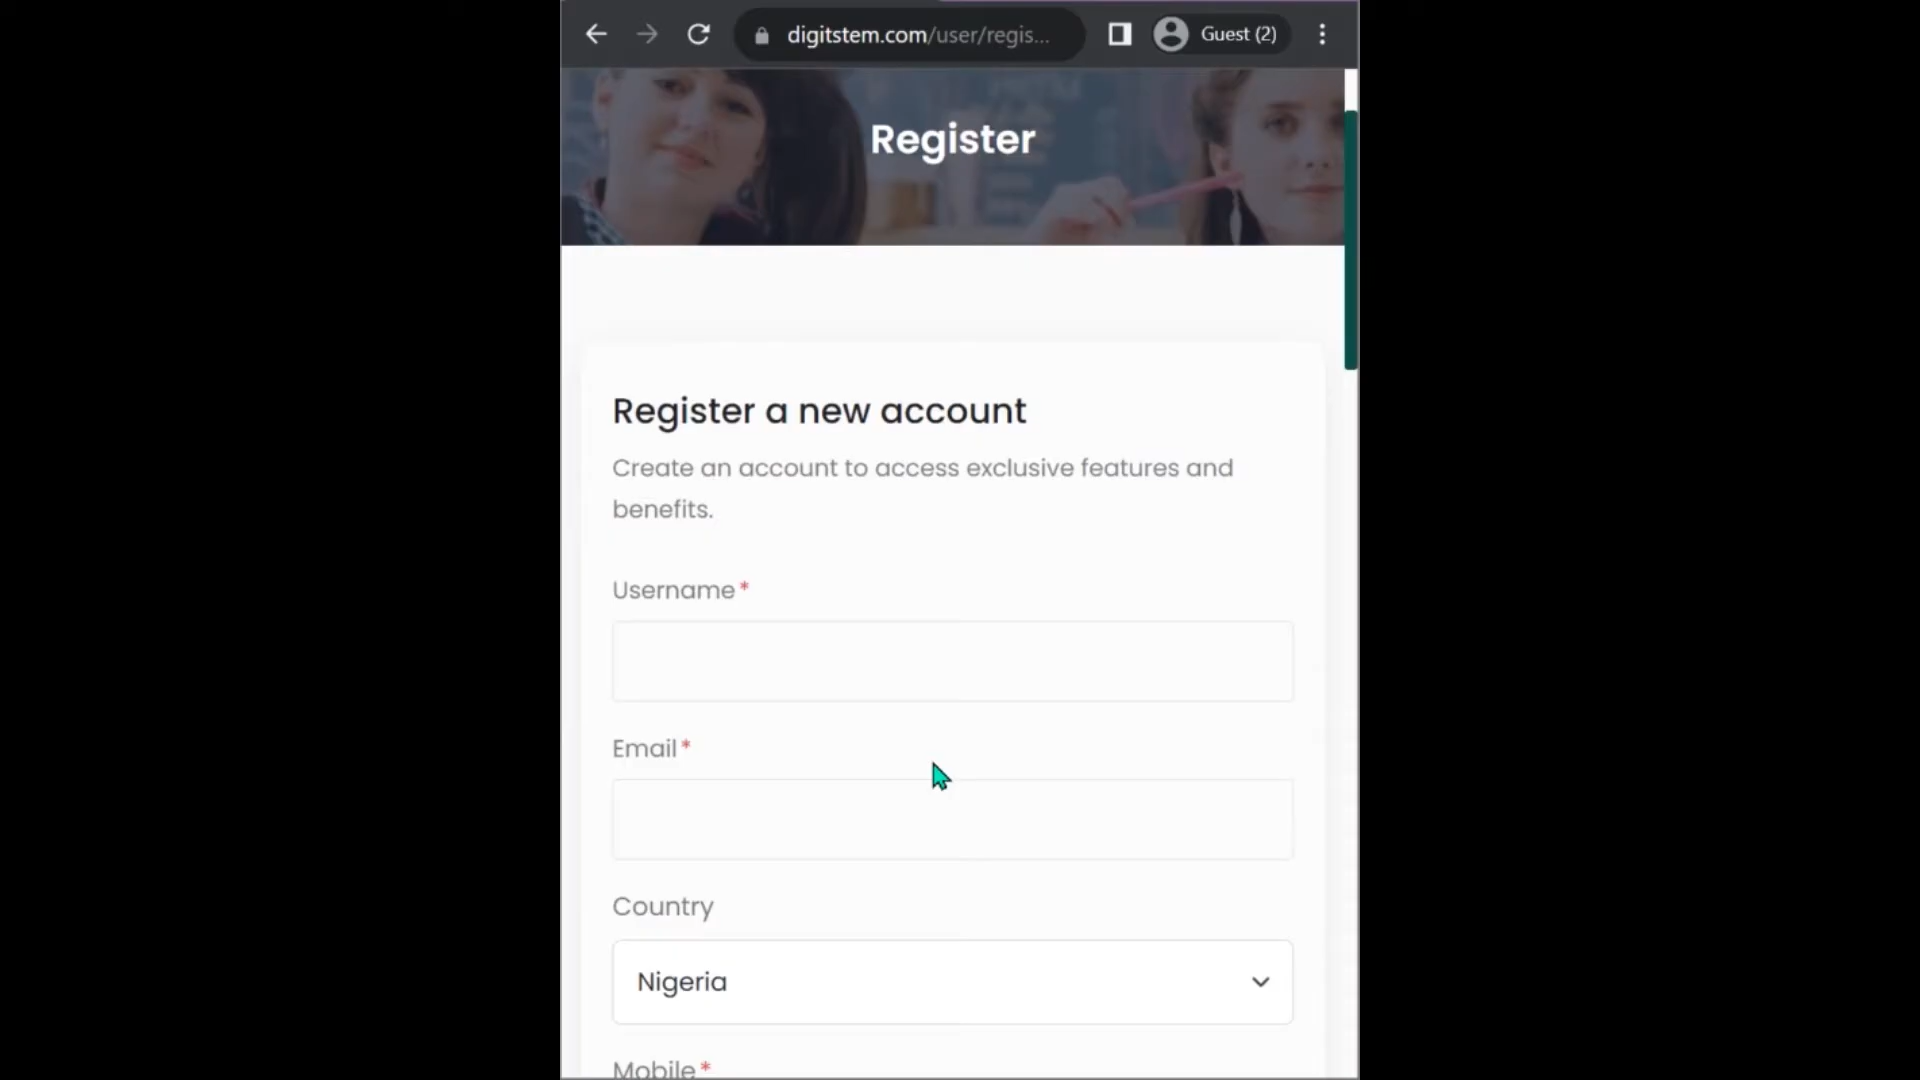 digitstem.com/user/regis...
Guest (2)
Register
Register a new account
Create an account to access exclusive features and
benefits.
Username *
Email *
Country
Nigeria
Mobile *